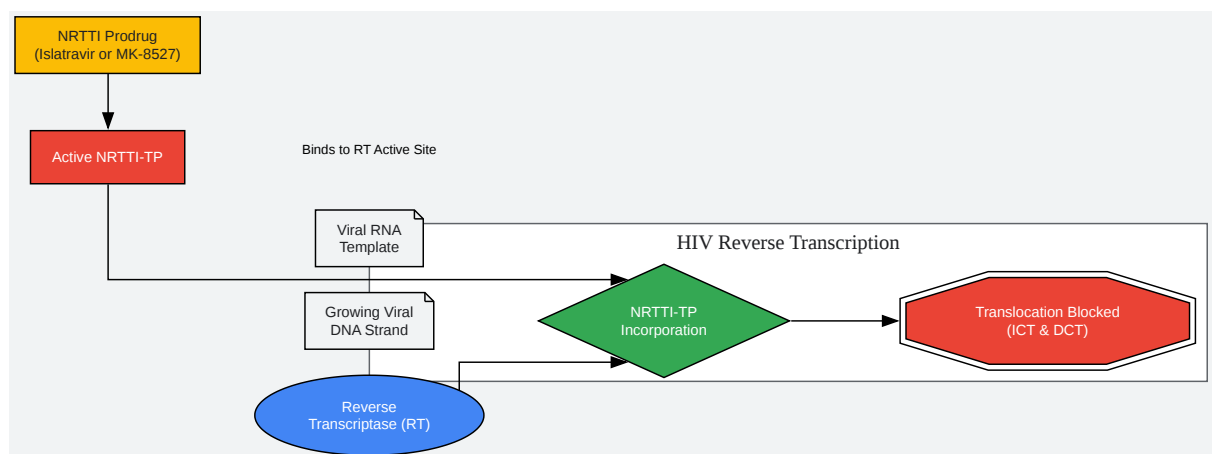 NRTTI Prodrug
(Islatravir or MK-8527)
Active NRTTI-TP
Binds to RT Active Site
Viral RNA
Template
HIV Reverse Transcription
Growing Viral
DNA Strand
NRTTI-TP
Incorporation
Translocation Blocked
(ICT & DCT)
Reverse
Transcriptase (RT)